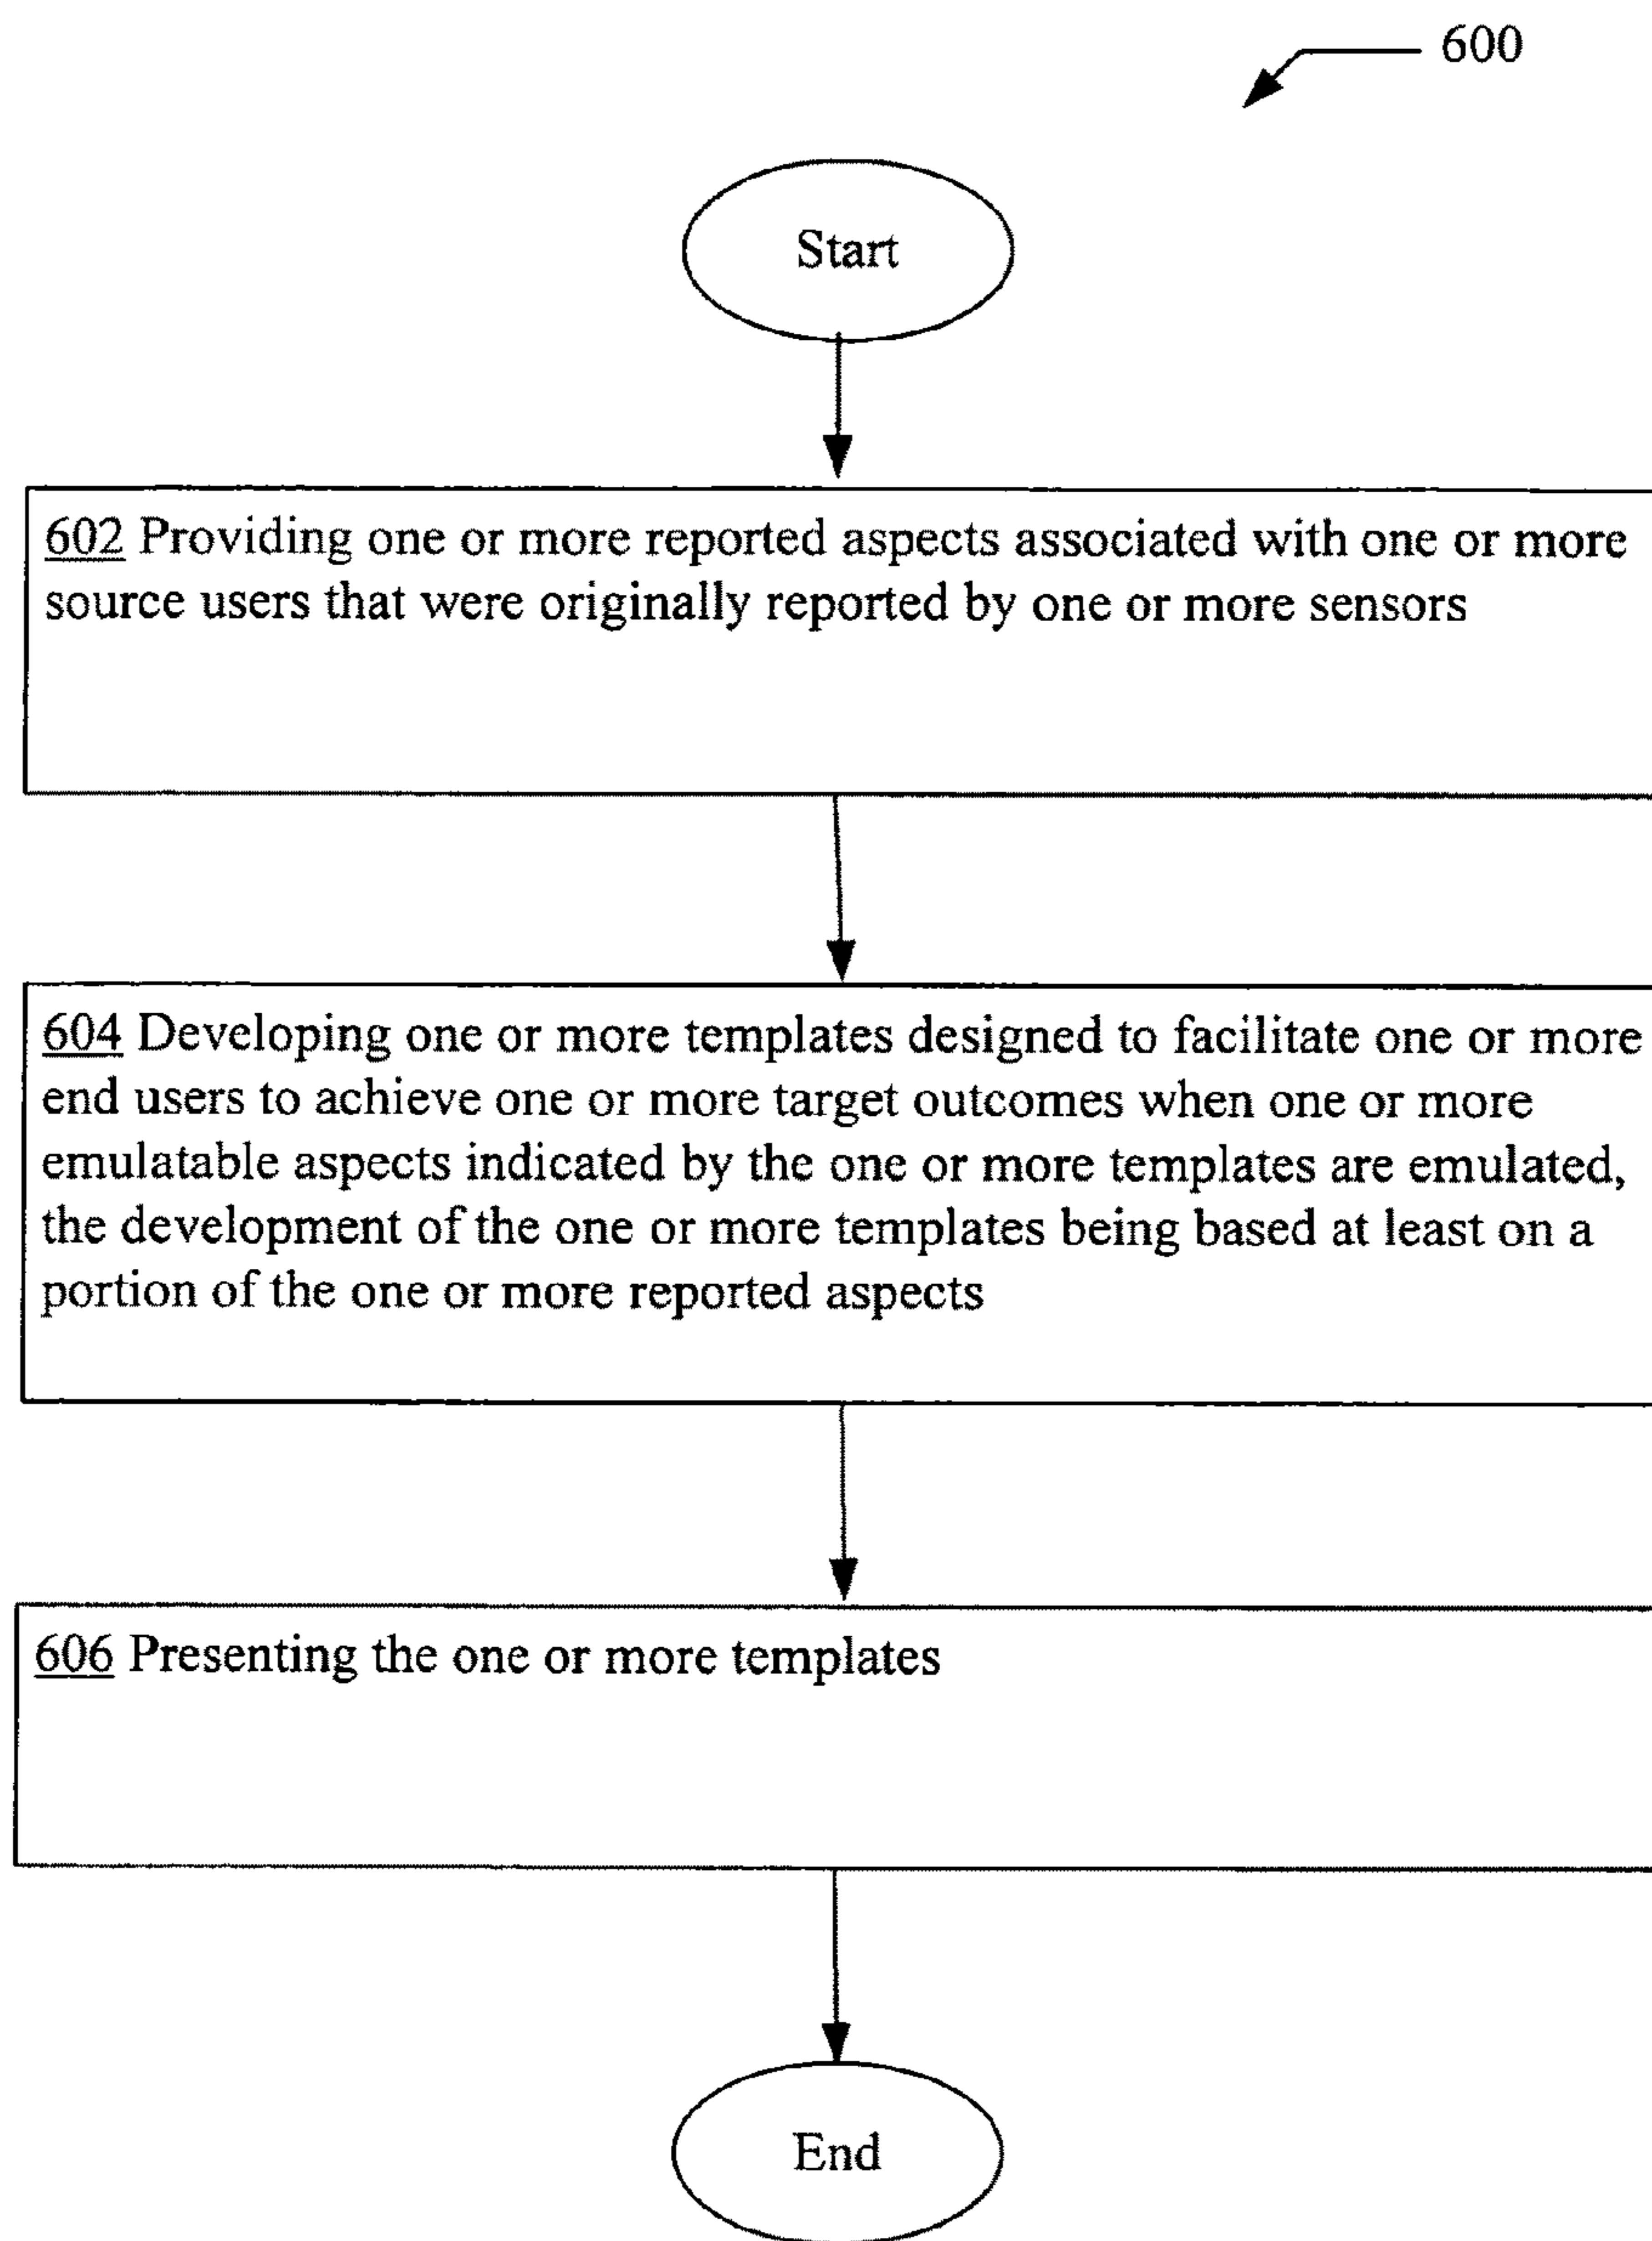 600
Start
602 Providing one or more reported aspects associated with one or more
source users that were originally reported by one or more sensors
604 Developing one or more templates designed to facilitate one or more
end users to achieve one or more target outcomes when one or more
emulatable aspects indicated by the one or more templates are emulated,
the development of the one or more templates being based at least on a
portion of the one or more reported aspects
606 Presenting the one or more templates
End